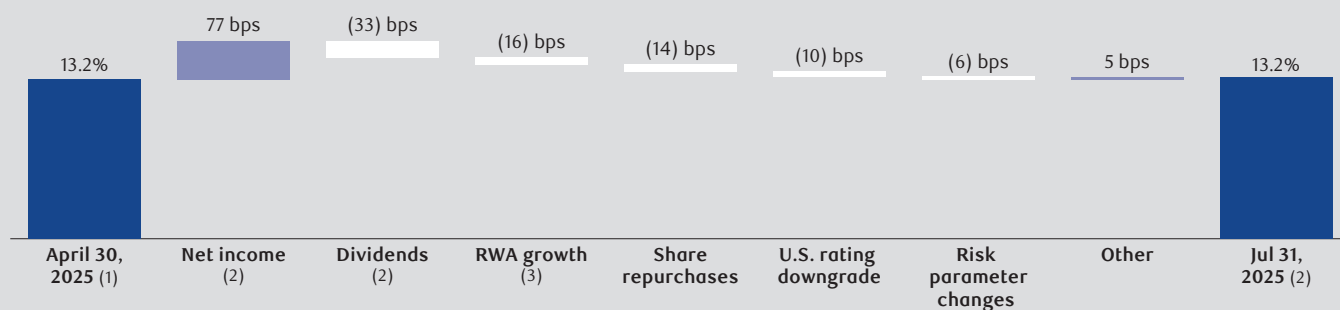 77 bps
(33) bps
(16) bps
(14) bps
(10) bps
(6) bps
5 bps
13.2%
13.2%
April 30,
2025 (1)
Net income
(2)
Dividends
(2)
RWA growth
(3)
Share
repurchases
U.S. rating
downgrade
Risk
parameter
changes
Other
Jul 31,
2025 (2)